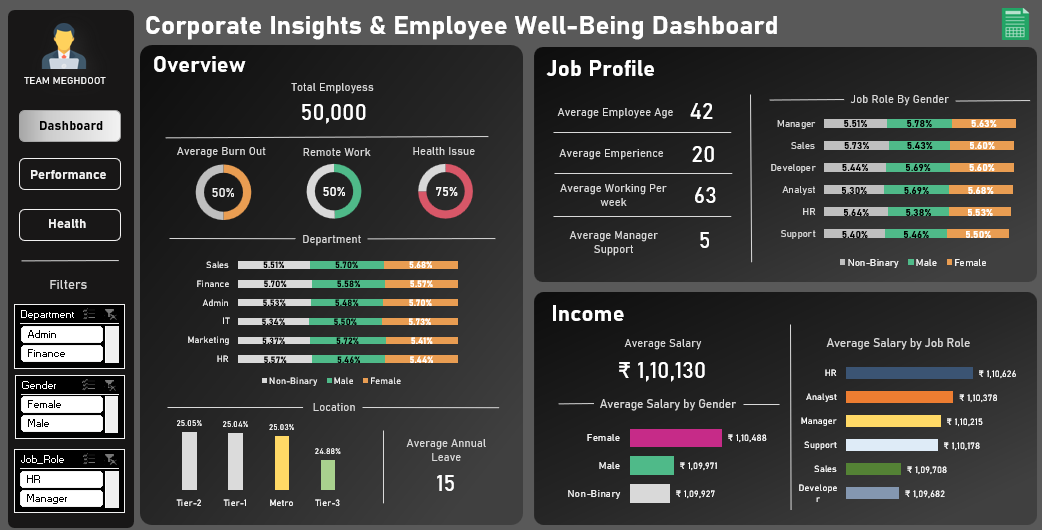 Corporate Insights & Employee Well-Being Dashboard
TEAM MEGHDOOT
Dashboard
Performance
Health
Filters
Department
Admin
Finance
Gender
Female
Male
Job_Role
HR
Manager
Overview
Total Employess
50,000
Average Burn Out
Remote Work
Health Issue
50%
50%
75%
Department
Sales 5.51% 5.70% 5.68%
Finance 5.70% 5.58% 5.57%
Admin 5.53% 5.48% 5.70%
IT 5.34% 5.50% 5.73%
Marketing 5.37% 5.72% 5.41%
HR 5.57% 5.46% 5.44%
Non-Binary Male Female
Location
25.05% 25.04% 25.03% 24.88%
Tier-2 Tier-1 Metro Tier-3
Average Annual
Leave
15
Job Profile
Average Employee Age 42
Average Emperience 20
Average Working Per
week
63
Average Manager
Support
5
Job Role By Gender
Manager 5.51% 5.78% 5.63%
Sales 5.73% 5.43% 5.60%
Developer 5.44% 5.69% 5.60%
Analyst 5.30% 5.69% 5.68%
HR 5.64% 5.38% 5.53%
Support 5.40% 5.46% 5.50%
Non-Binary Male Female
Income
Average Salary
₹ 1,10,130
Average Salary by Gender
Female ₹ 1,10,488
Male ₹ 1,09,971
Non-Binary ₹ 1,09,927
Average Salary by Job Role
HR ₹ 1,10,626
Analyst ₹ 1,10,378
Manager ₹ 1,10,215
Support ₹ 1,10,178
Sales ₹ 1,09,708
Develope
r
₹ 1,09,682